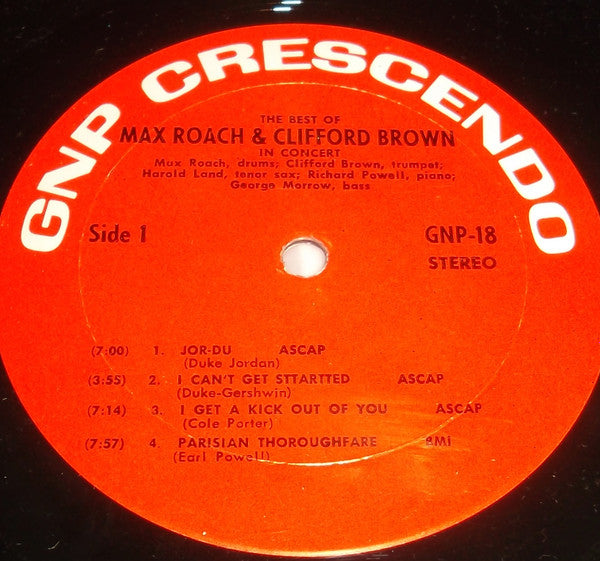 GNP CRESCENDO
THE BEST OF
MAX ROACH & CLIFFORD BROWN
IN CONCERT
Mux Roach, drums; Clifford Brown, trumpet;
Harold Land, tenor sax; Richard Powell, piano;
George Morrow, bass
Side 1 GNP-18
STEREO
(7:00) 1. JOR-DU ASCAP
(Duke Jordan)
(3:55) 2. I CAN'T GET STTARTTED ASCAP
(Duke-Gershwin)
(7:14) 3. I GET A KICK OUT OF YOU ASCAP
(Cole Porter)
(7:57) 4. PARISIAN THOROUGHFARE BMI
(Earl Powell)